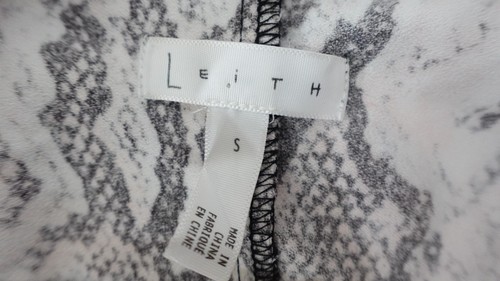 LEiTH
S
MADE IN
CHINA
FABRIQUÉ
EN CHINE